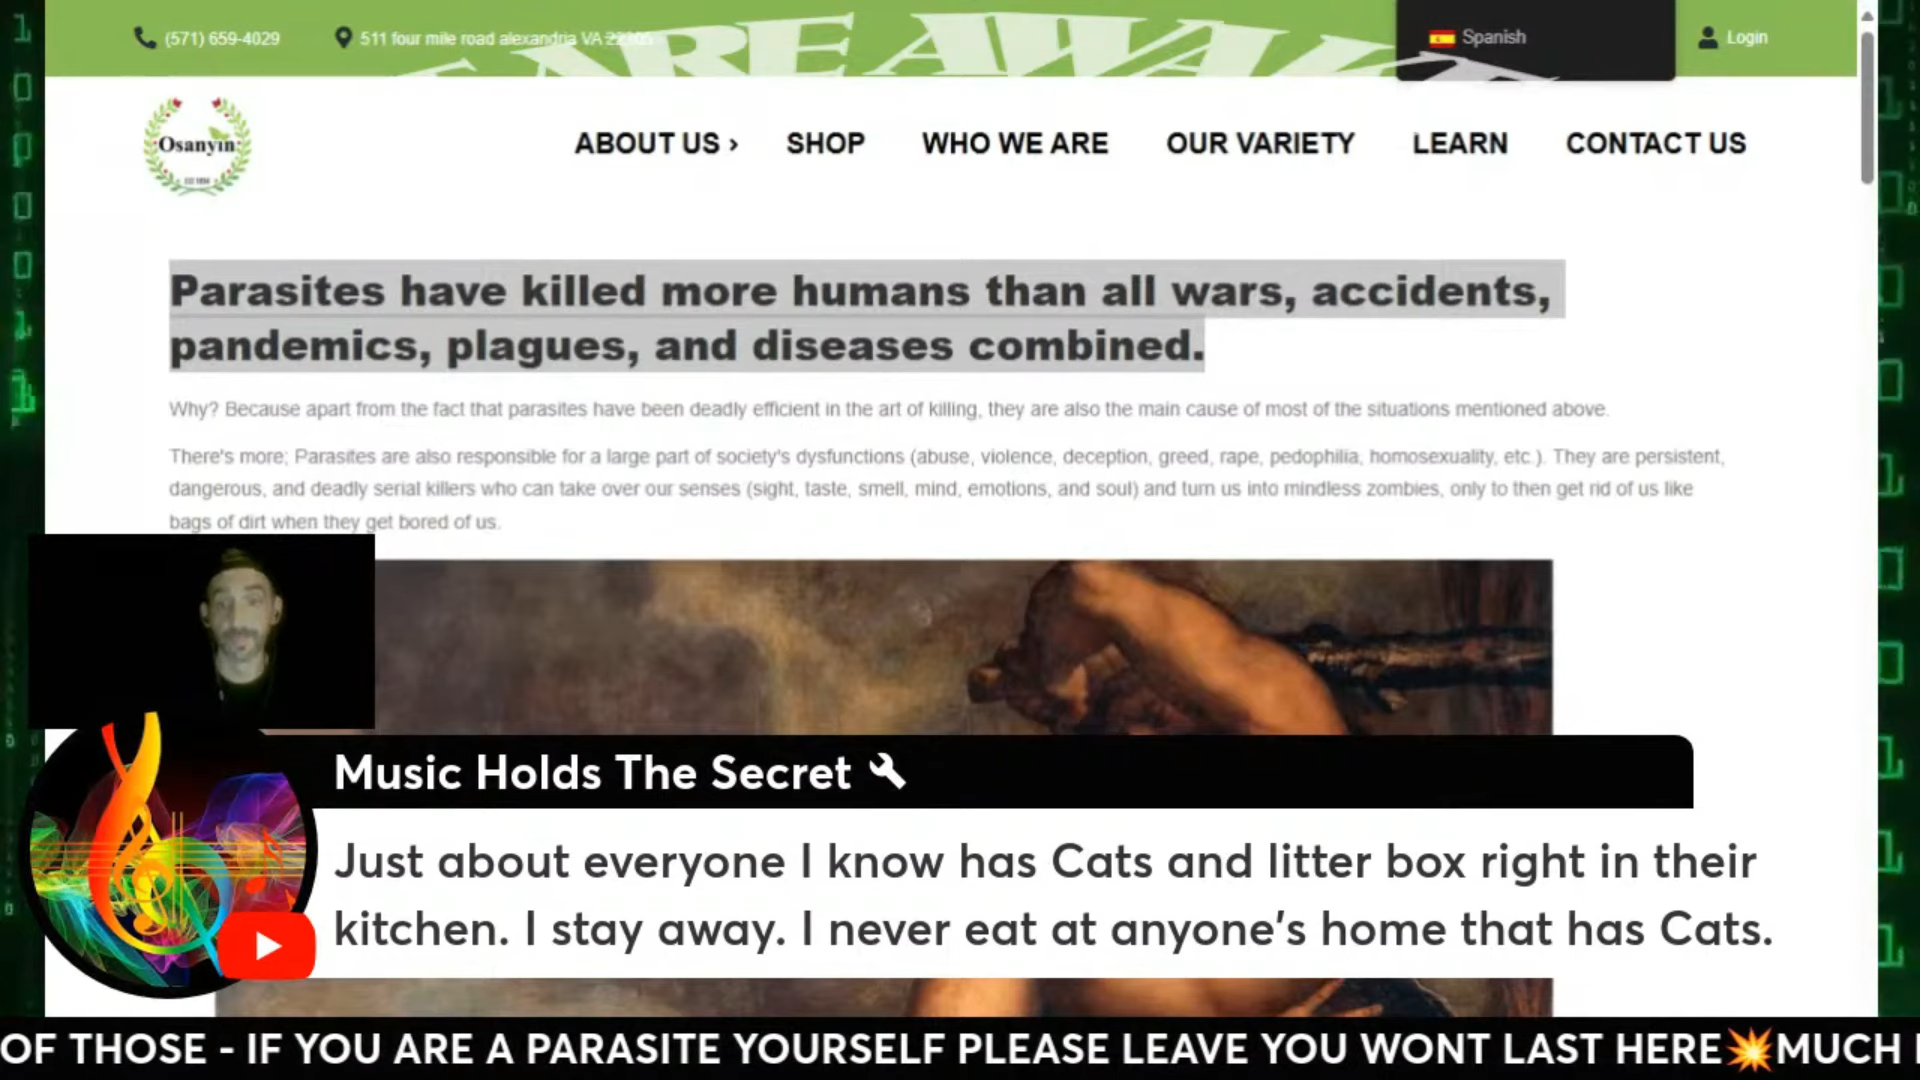 (571) 659-4029
511 four mile road alexandria VA
ARE AWAKE
Spanish
Login
Osanyin
ABOUT US ›
SHOP
WHO WE ARE
OUR VARIETY
LEARN
CONTACT US
Parasites have killed more humans than all wars, accidents,
pandemics, plagues, and diseases combined.
Why? Because apart from the fact that parasites have been deadly efficient in the art of killing, they are also the main cause of most of the situations mentioned above.
There's more; Parasites are also responsible for a large part of society's dysfunctions (abuse, violence, deception, greed, rape, pedophilia, homosexuality, etc.). They are persistent,
dangerous, and deadly serial killers who can take over our senses (sight, taste, smell, mind, emotions, and soul) and turn us into mindless zombies, only to then get rid of us like
bags of dirt when they get bored of us.
Music Holds The Secret
Just about everyone I know has Cats and litter box right in their
kitchen. I stay away. I never eat at anyone's home that has Cats.
OF THOSE - IF YOU ARE A PARASITE YOURSELF PLEASE LEAVE YOU WONT LAST HERE💥MUCH